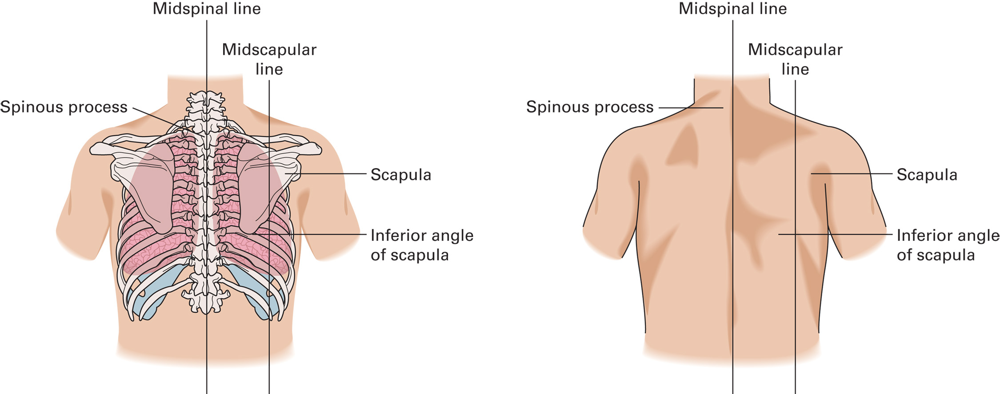 Midspinal line
Midscapular
line
Spinous process
Scapula
Inferior angle
of scapula
Midspinal line
Midscapular
line
Spinous process
Scapula
Inferior angle
of scapula